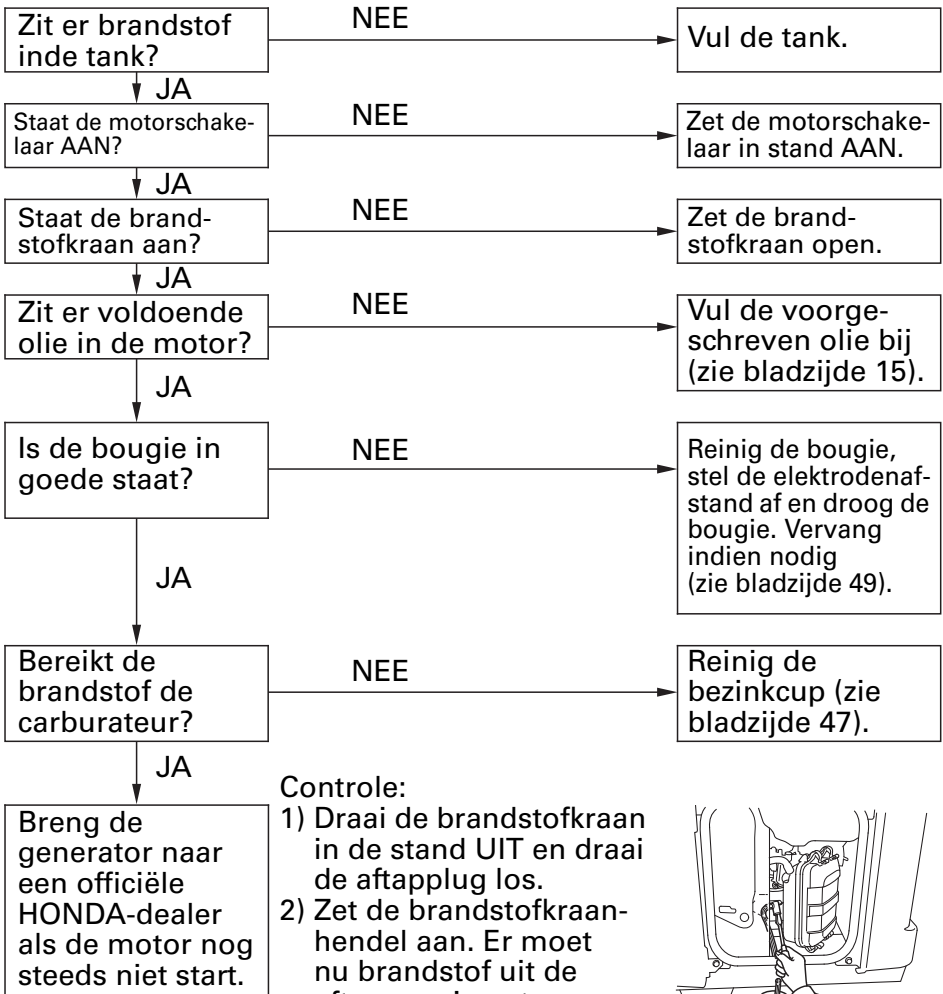 Zit er brandstof
inde tank?
NEE
Vul de tank.
JA
Staat de motorschake-
laar AAN?
NEE
Zet de motorschake-
laar in stand AAN.
JA
Staat de brand-
stofkraan aan?
NEE
Zet de brand-
stofkraan open.
JA
Zit er voldoende
olie in de motor?
NEE
Vul de voorge-
schreven olie bij
(zie bladzijde 15).
JA
Is de bougie in
goede staat?
NEE
Reinig de bougie,
stel de elektrodenaf-
stand af en droog de
bougie. Vervang
indien nodig
(zie bladzijde 49).
JA
Bereikt de
brandstof de
carburateur?
NEE
Reinig de
bezinkcup (zie
bladzijde 47).
JA
Breng de
generator naar
een officiële
HONDA-dealer
als de motor nog
steeds niet start.
Controle:
1) Draai de brandstofkraan
in de stand UIT en draai
de aftapplug los.
2) Zet de brandstofkraan-
hendel aan. Er moet
nu brandstof uit de